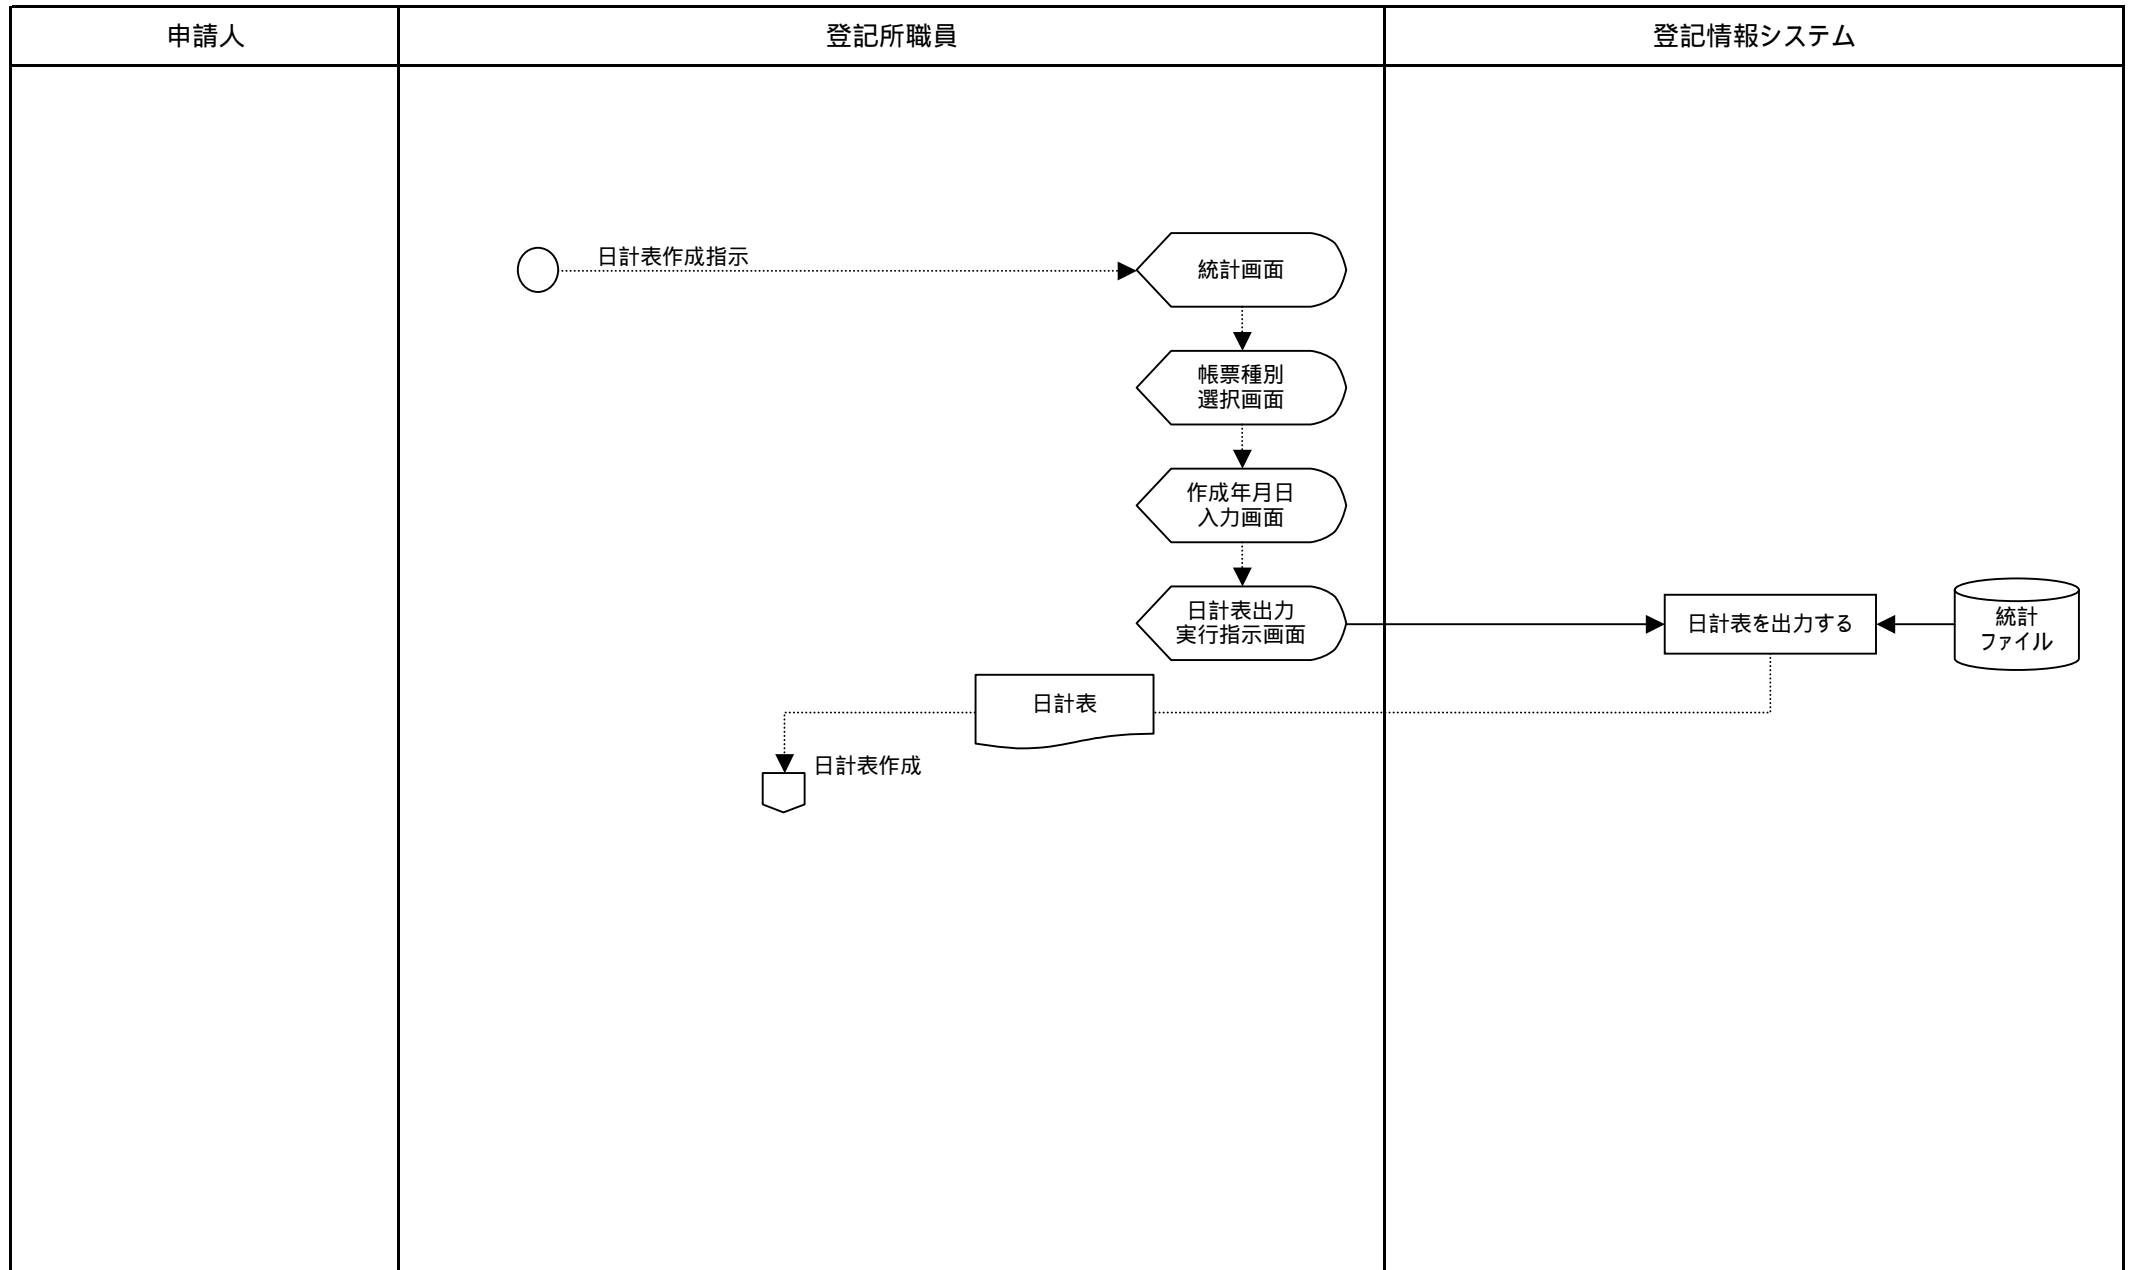 申請人
登記所職員
登記情報システム
日計表作成指示
統計画面
帳票種別
選択画面
作成年月日
入力画面
日計表出力
実行指示画面
日計表を出力する
統計
ファイル
日計表
日計表作成